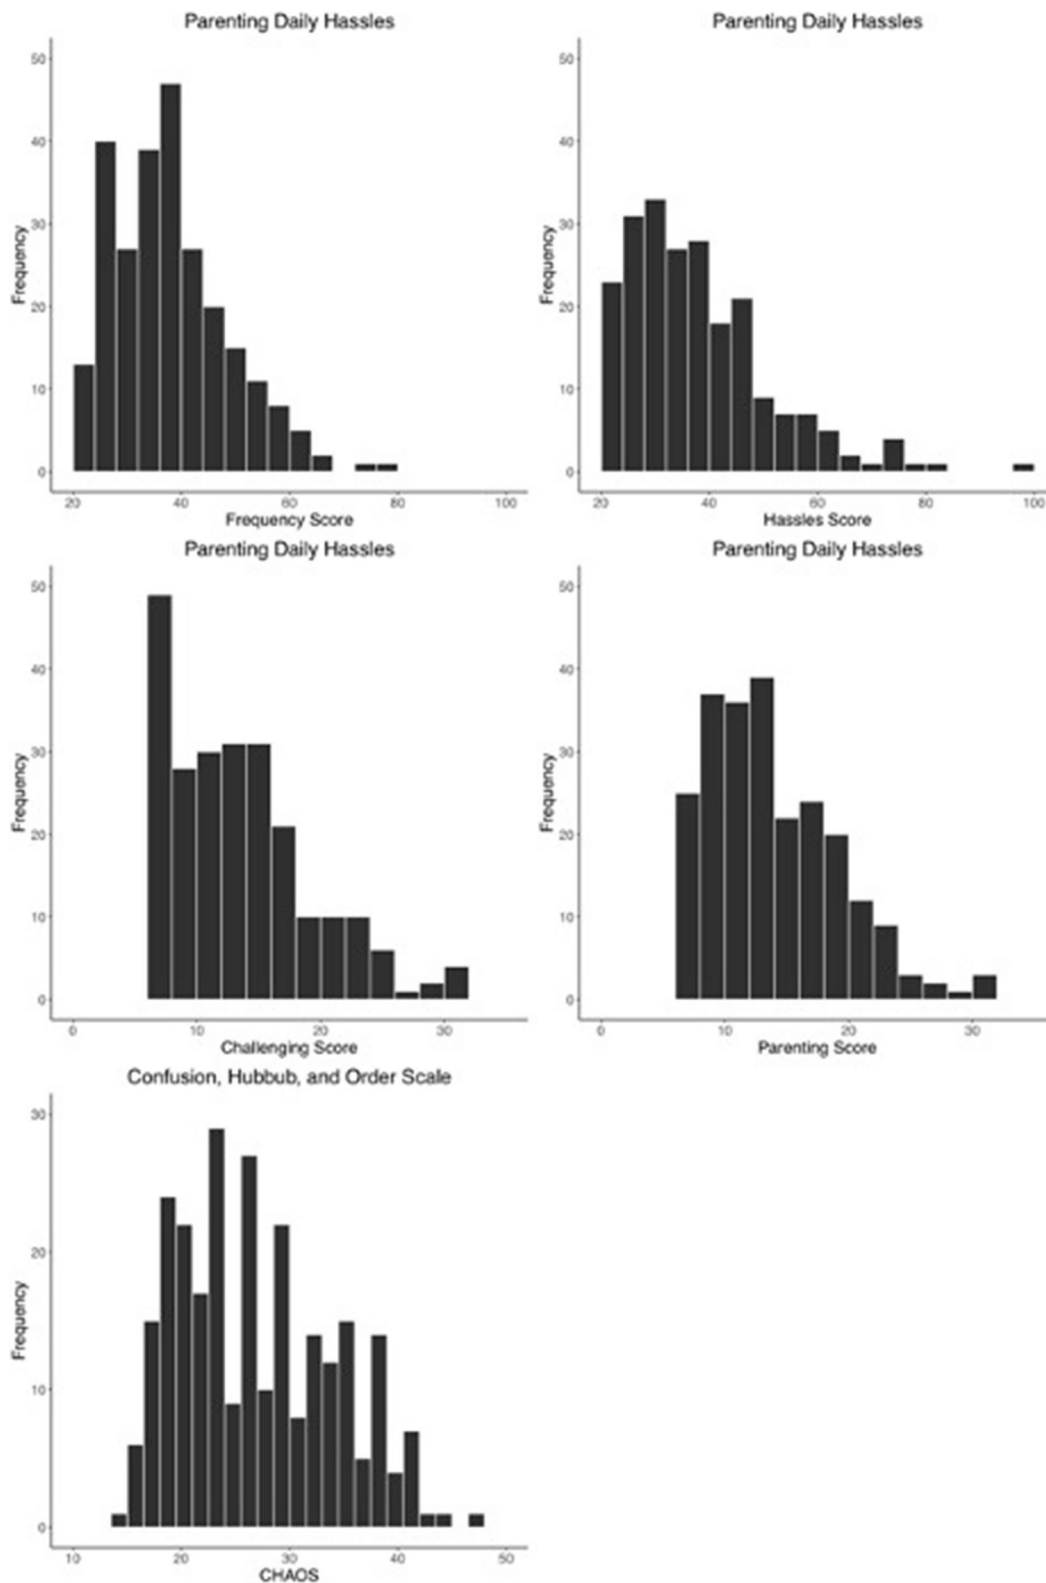 Parenting Daily Hassles
50
40
30
20
10
0
Frequency
20 40 60 80 100
Frequency Score
Parenting Daily Hassles
50
40
30
20
10
0
Frequency
20 40 60 80 100
Hassles Score
Parenting Daily Hassles
50
40
30
20
10
0
Frequency
0 10 20 30
Challenging Score
Parenting Daily Hassles
50
40
30
20
10
0
Frequency
0 10 20 30
Parenting Score
Confusion, Hubbub, and Order Scale
30
20
10
0
Frequency
10 20 30 40 50
CHAOS